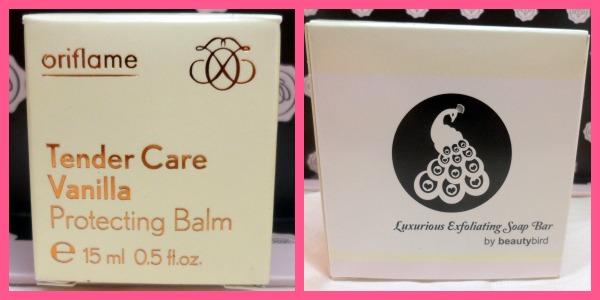 oriflame
Tender Care
Vanilla
Protecting Balm
e 15 ml 0.5 fl.oz.
Luxurious Exfoliating Soap Bar
by beautybird